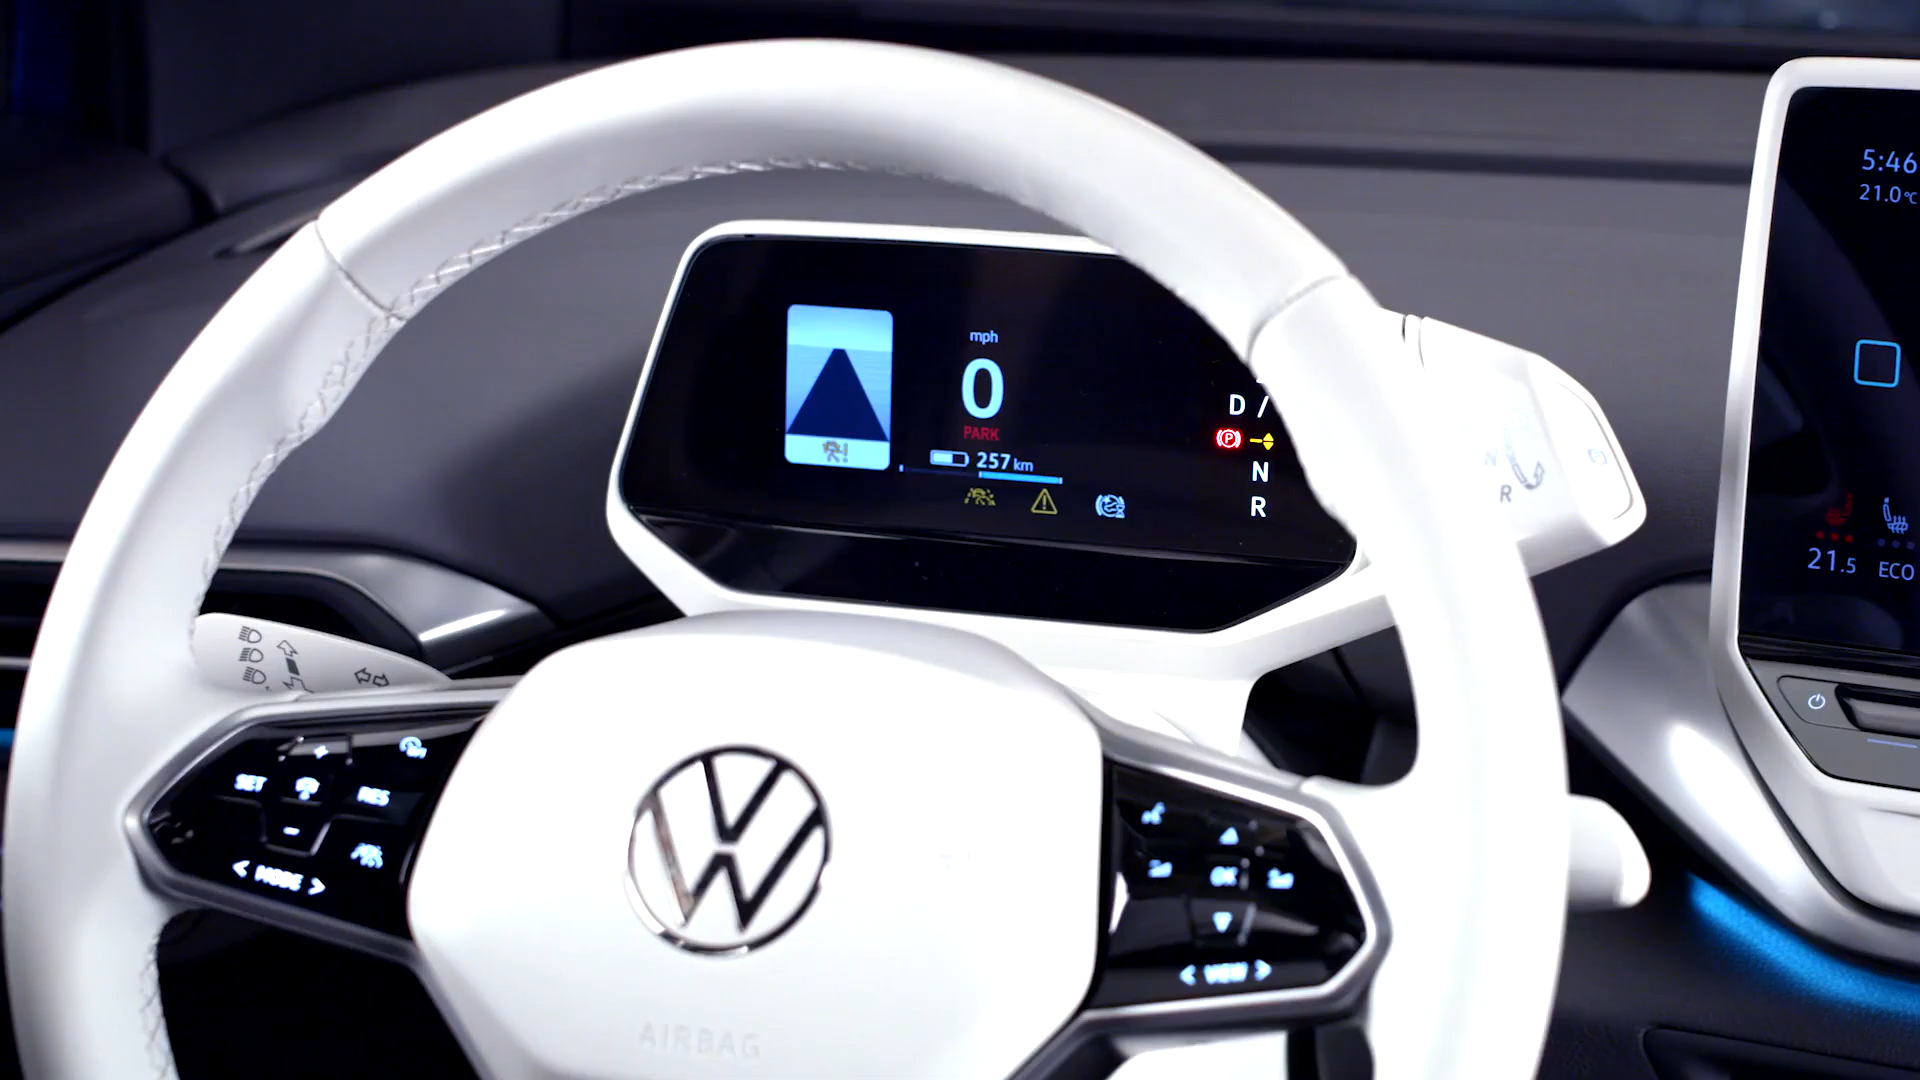 5:46
21.0°C
mph
0
PARK
257 km
D /
P
N
R
N
R
21.5 ECO
SET
RES
< MODE >
OK
< VIEW >
AIRBAG